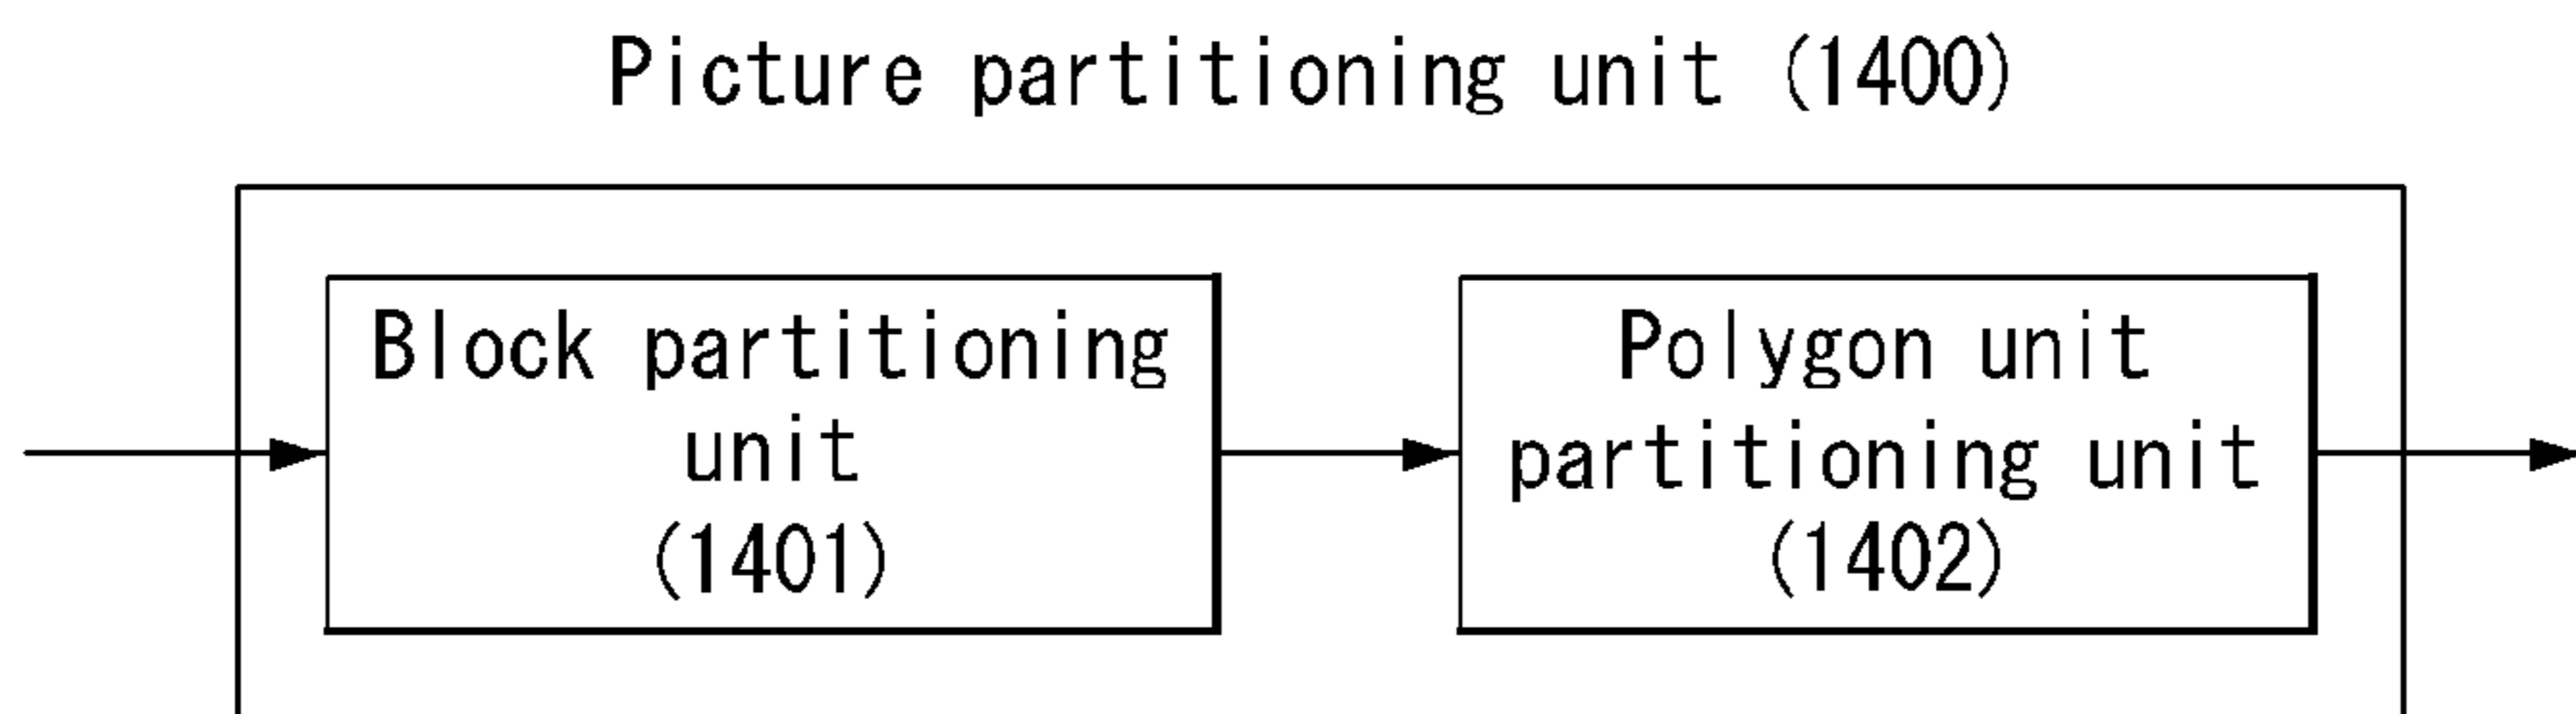 Picture partitioning unit (1400)
Block partitioning
unit
(1401)
Polygon unit
partitioning unit
(1402)